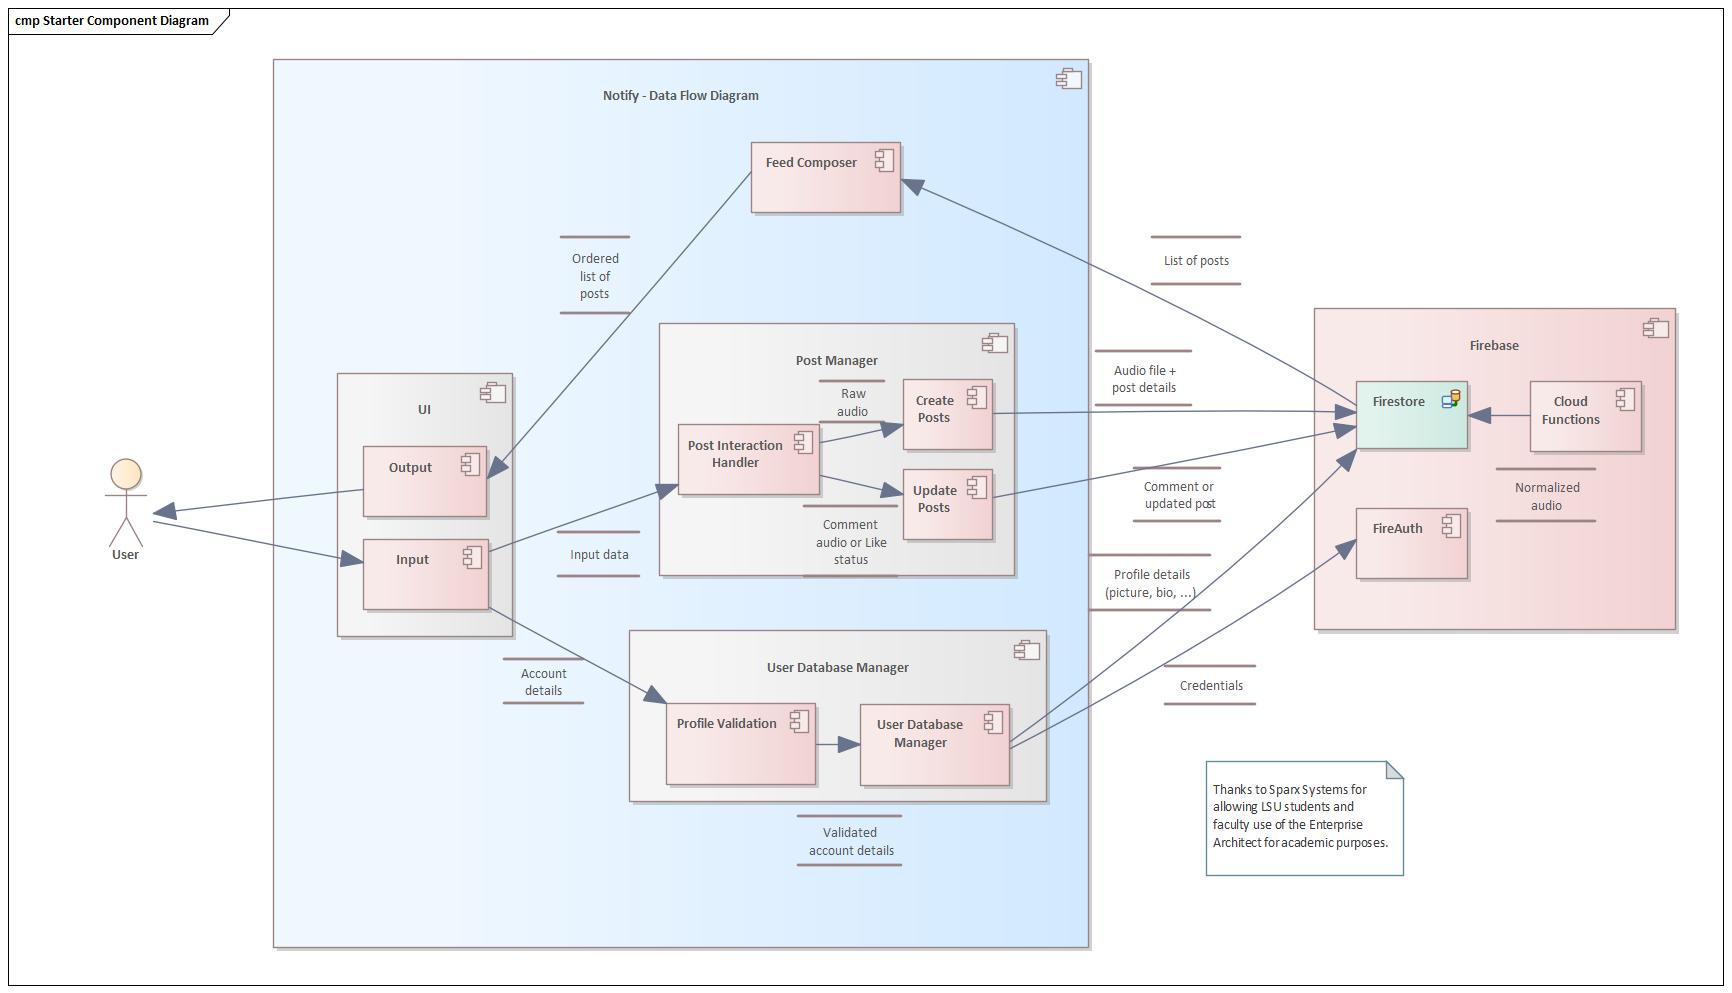 cmp Starter Component Diagram
Notify - Data Flow Diagram
Feed Composer
Ordered
list of
posts
List of posts
Post Manager
Raw
audio
Create
Posts
Post Interaction
Handler
Update
Posts
Comment
audio or Like
status
Audio file +
post details
Firebase
Firestore
Cloud
Functions
Normalized
audio
FireAuth
Comment or
updated post
UI
Output
Input
User
Input data
Profile details
(picture, bio, ...)
Account
details
User Database Manager
Profile Validation
User Database
Manager
Credentials
Validated
account details
Thanks to Sparx Systems for
allowing LSU students and
faculty use of the Enterprise
Architect for academic purposes.